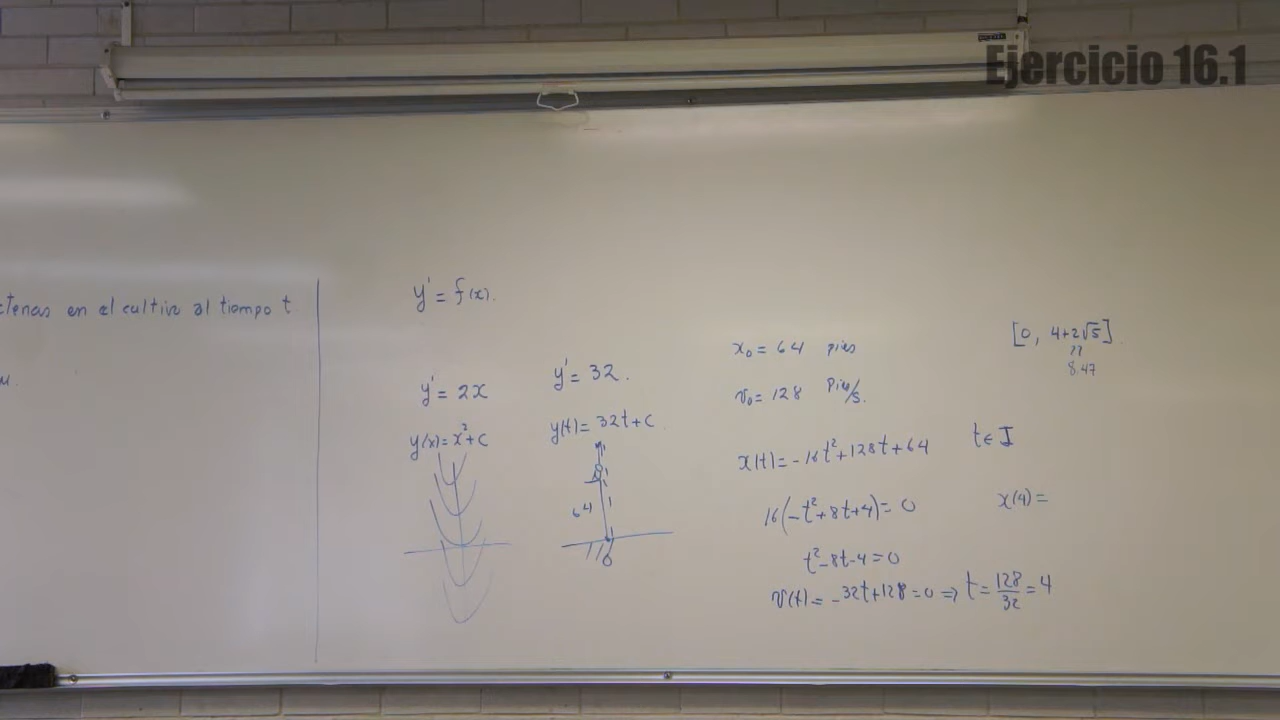 Ejercicio 16.1
en el cultivo al tiempo t
y' = f(x).
y' = 2x
y(x) = x² + C
y' = 32.
y(t) = 32t + C
64
0
x₀ = 64 pies
v₀ = 128 pies/s.
x(t) = -16t² + 128t + 64 t ∈ I
16(-t² + 8t + 4) = 0
t² - 8t - 4 = 0
v(t) = -32t + 128 = 0 ⇒ t = 128/32 = 4
[0, 4+2√5].
8.47
x(4) =